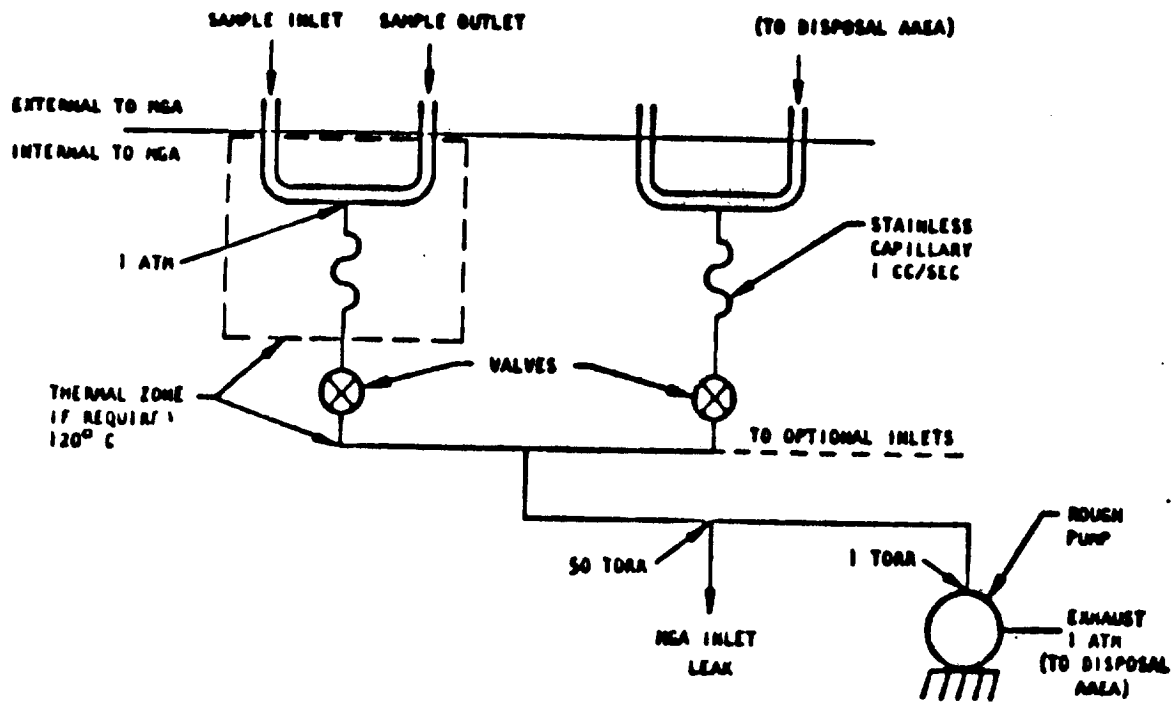 SAMPLE INLET
SAMPLE OUTLET
(TO DISPOSAL AREA)
EXTERNAL TO MGA
INTERNAL TO MGA
1 ATM
STAINLESS
CAPILLARY
1 CC/SEC
VALVES
THERMAL ZONE
IF
120° C
TO OPTIONAL INLETS
50 TORR
1 TORR
ROUGH
PUMP
MGA INLET
LEAK
EXHAUST
1 ATM
(TO DISPOSAL
AREA)